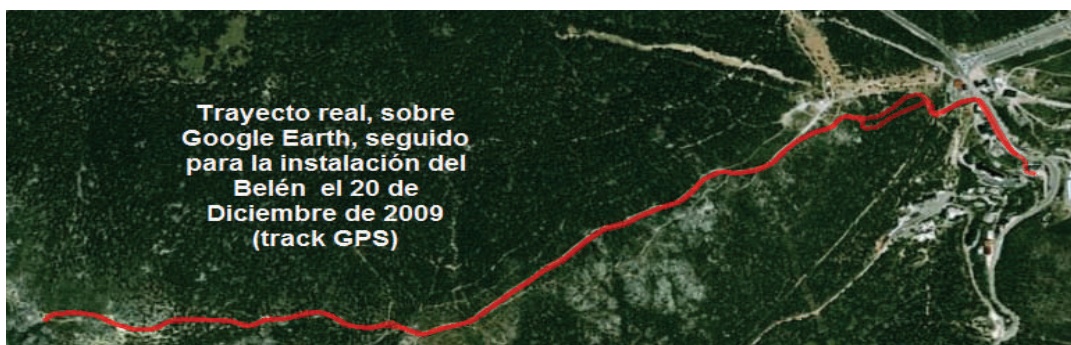 Trayecto real, sobre
Google Earth, seguido
para la instalación del
Belén el 20 de
Diciembre de 2009
(track GPS)